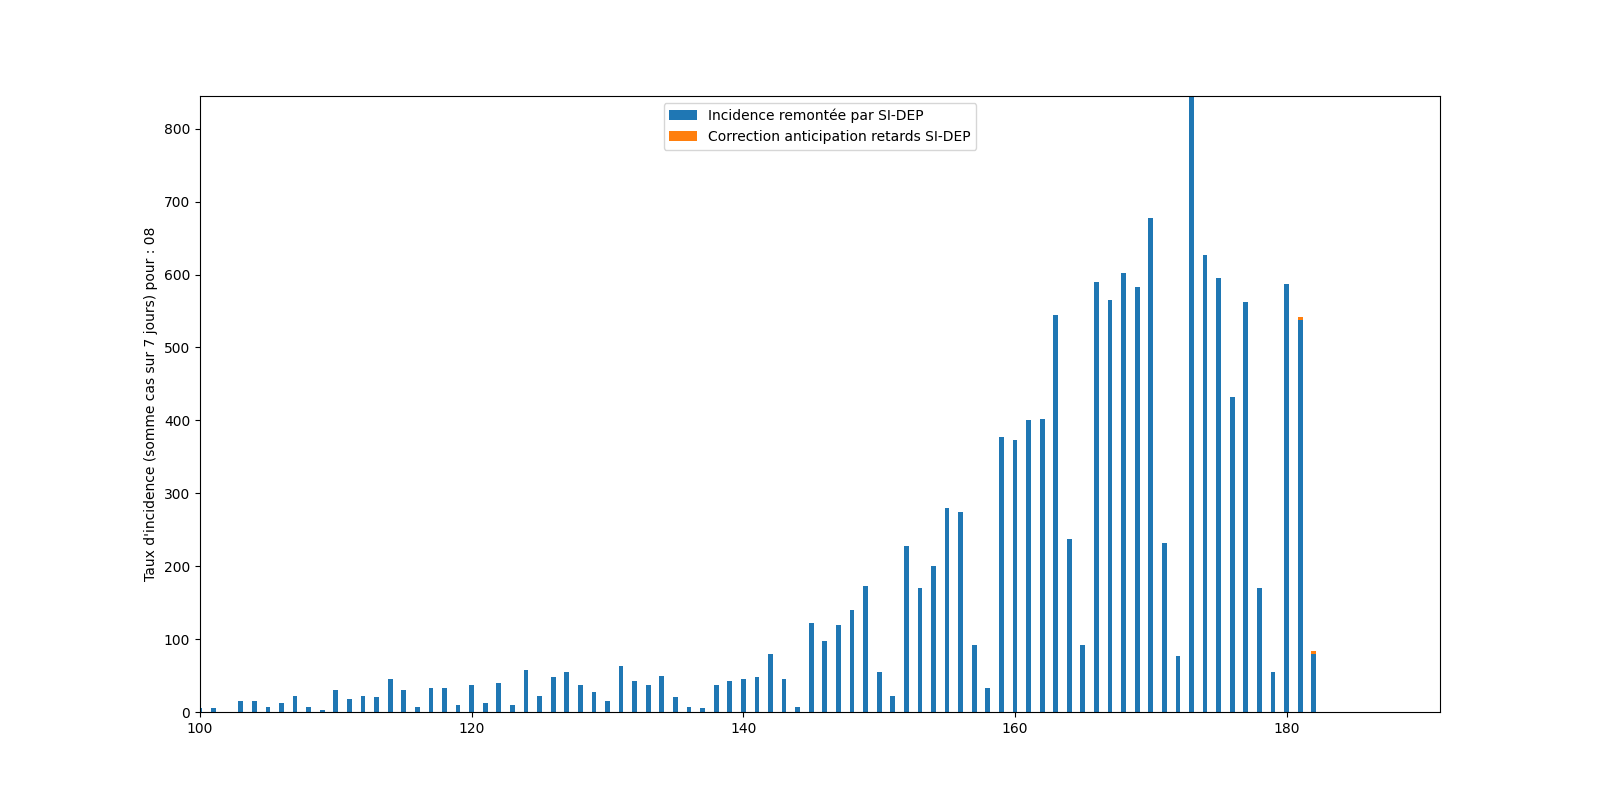 Incidence remontée par SI-DEP
Correction anticipation retards SI-DEP
Taux d'incidence (somme cas sur 7 jours) pour : 08
800
700
600
500
400
300
200
100
0
100 120 140 160 180